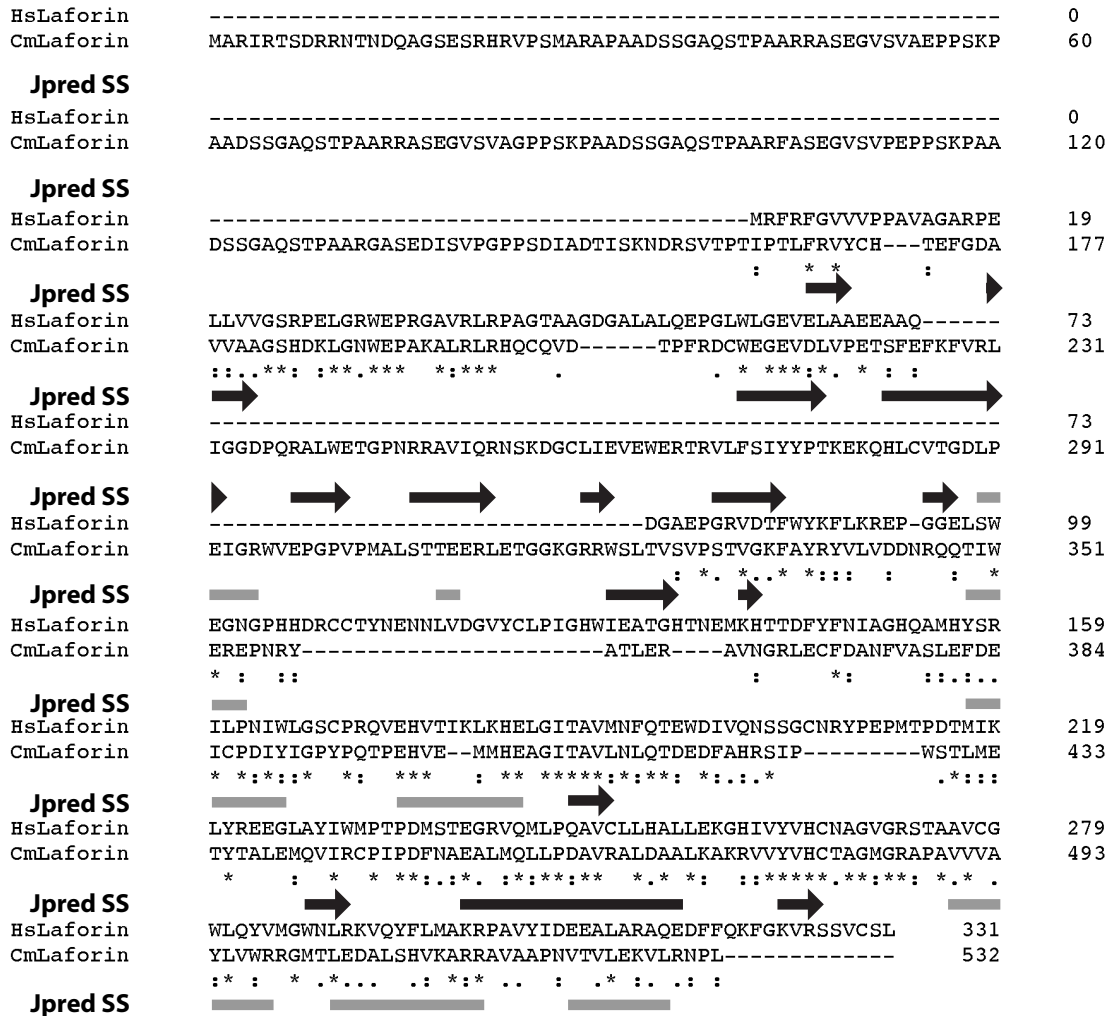 HsLaforin ------------------------------------------------------------ 0
CmLaforin MARIRTSDRRNTNDQAGSESRHRVPSMARAPAADSSGAQSTPAARRASEGVSVAEPPSKP 60
Jpred SS
HsLaforin ------------------------------------------------------------ 0
CmLaforin AADSSGAQSTPAARRASEGVSVAGPPSKPAADSSGAQSTPAARFASEGVSVPEPPSKPAA 120
Jpred SS
HsLaforin -----------------------------------------MRFRFGVVVPPAVAGARPE 19
CmLaforin DSSGAQSTPAARGASEDISVPGPPSDIADTISKNDRSVTPTIPTLFRVYCH---TEFGDA 177
: * * :
Jpred SS
HsLaforin LLVVGSRPELGRWEPRGAVRLRPAGTAAGDGALALQEPGLWLGEVELAAEEAAQ------ 73
CmLaforin VVAAGSHDKLGNWEPAKALRLRHQCQVD------TPFRDCWEGEVDLVPETSFEFKFVRL 231
::..**: :**.*** *:*** . . * ***:*. * : :
Jpred SS
HsLaforin ------------------------------------------------------------ 73
CmLaforin IGGDPQRALWETGPNRRAVIQRNSKDGCLIEVEWERTRVLFSIYYYPTKEKQHLCVTGDLP 291
Jpred SS
HsLaforin ---------------------------------DGAEPGRVDTFWYKFLKREP-GGELSW 99
CmLaforin EIGRWVEPGPVPMALSTTEERLETGGKGRRWSLTVSVPSTVGKFAYRYVLVDDNRQQTIW 351
: *. *..* *::: : : *
Jpred SS
HsLaforin EGNGPHHDRCCTYNENNLVDGVYCLPIGHWIEATGHTNEMKHTTDFYFNIAGHQAMHYSR 159
CmLaforin EREPNRY-----------------------ATLER----AVNGRLECFDANFVASLEFDE 384
* : :: : *: ::.:..
Jpred SS
HsLaforin ILPNIWLGSCPRQVEHVTIKLKHELGITAVMNFQTEWDIVQNSSGCNRYPEPMTPDTMIK 219
CmLaforin ICPDIYIGPYPQTPEHVE--MMHEAGITAVLNLQTDEDFAHRSIP---------WSTLME 433
* *:*::* *: *** : ** *****:*:**: *:.:.* .*:::
Jpred SS
HsLaforin LYREEGLAYIWMPTPDMSTEGRVQMLPQAVCLLHALLEKGHIVYVHCNAGVGRSTAAVCG 279
CmLaforin TYTALEMQVIRCPIPDFNAEALMQLLPDAVRALDAALKAKRVVYVHCTAGMGRAPAVVVA 493
* : * * **:.:*. :*:**:** *.* *: ::*****.**:**:.*.* .
Jpred SS
HsLaforin WLQYVMGWNLRKVQYFLMAKRPAVYIDEEALARAQEDFFQKFGKVRSSVCSL 331
CmLaforin YLVWRRGMTLEDALSHVKARRAVAAPNVTVLEKVLRNPL------------- 532
:* : * .*... .: *:*.. . : .* :. .: :
Jpred SS